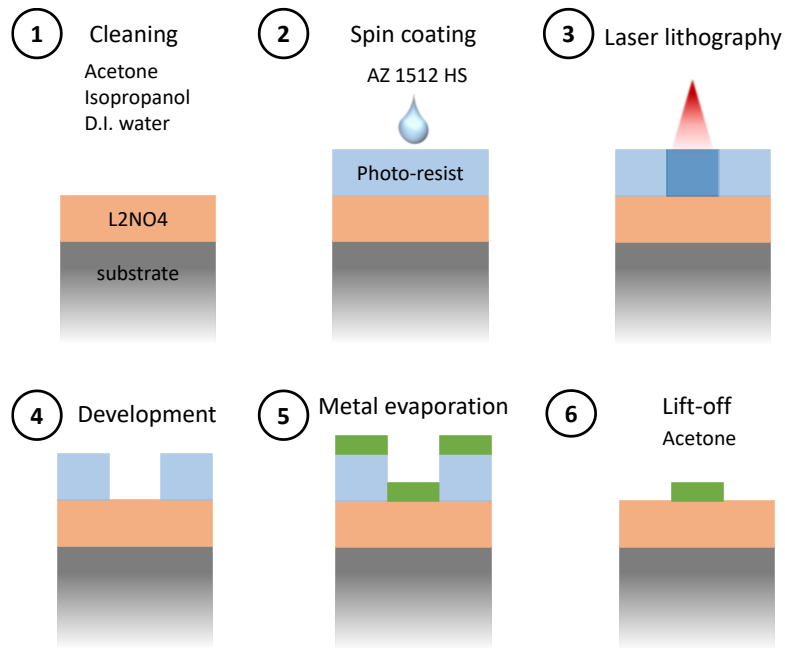 1
Cleaning
Acetone
Isopropanol
D.I. water
L2NO4
substrate
2
Spin coating
AZ 1512 HS
Photo-resist
3
Laser lithography
4
Development
5
Metal evaporation
6
Lift-off
Acetone